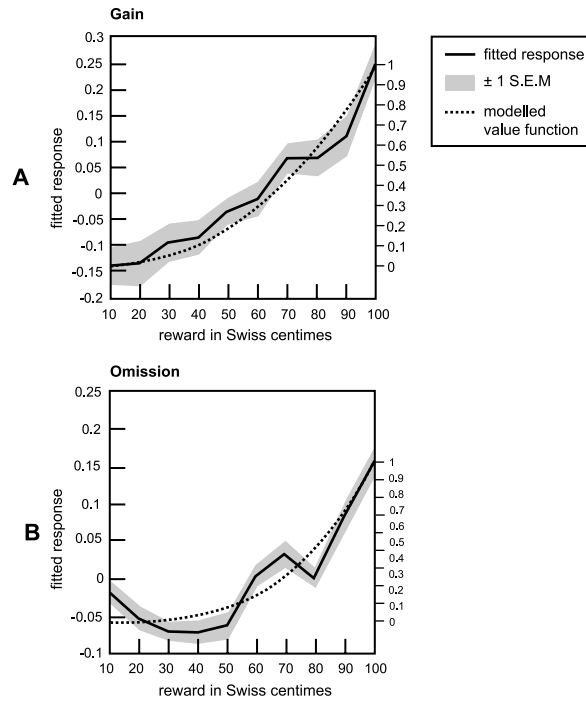 Gain
0.3
0.25
0.2
0.15
0.1
0.05
0
-0.05
-0.1
-0.15
-0.2
fitted response
A
1
0.9
0.8
0.7
0.6
0.5
0.4
0.3
0.2
0.1
0
10 20 30 40 50 60 70 80 90 100
reward in Swiss centimes
fitted response
± 1 S.E.M
modelled
value function
Omission
0.25
0.2
0.15
0.1
0.05
0
-0.05
-0.1
fitted response
B
1
0.9
0.8
0.7
0.6
0.5
0.4
0.3
0.2
0.1
0
10 20 30 40 50 60 70 80 90 100
reward in Swiss centimes